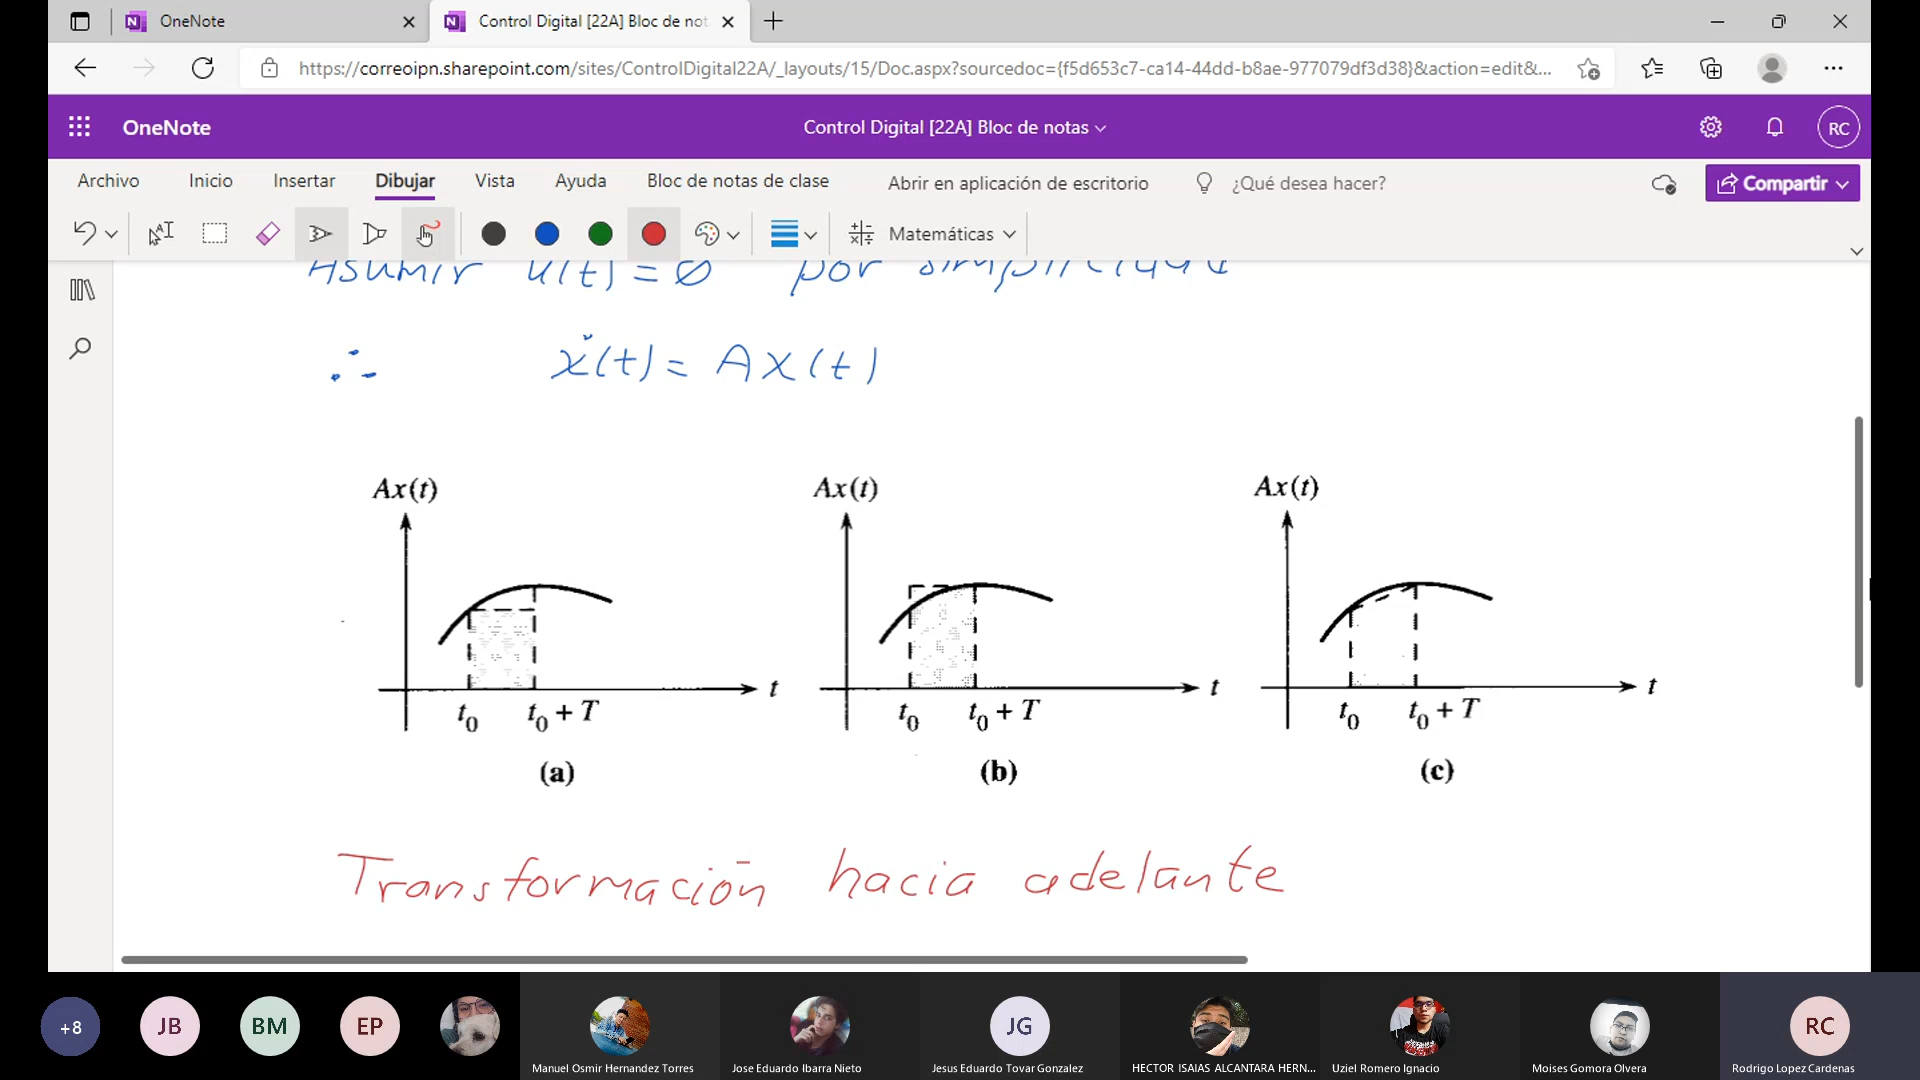 OneNote
Control Digital [22A] Bloc de not
https://correoipn.sharepoint.com/sites/ControlDigital22A/_layouts/15/Doc.aspx?sourcedoc={f5d653c7-ca14-44dd-b8ae-977079df3d38}&action=edit&...
OneNote
Control Digital [22A] Bloc de notas
RC
Archivo Inicio Insertar Dibujar Vista Ayuda Bloc de notas de clase Abrir en aplicación de escritorio ¿Qué desea hacer? Compartir
Matemáticas
Asumir u(t) = ∅ por simplicidad
∴ ẋ(t) = A x(t)
Ax(t) Ax(t) Ax(t)
t t t
t₀ t₀ + T t₀ t₀ + T t₀ t₀ + T
(a) (b) (c)
Transformación hacia adelante
+8 JB BM EP JG RC
Manuel Osmir Hernandez Torres Jose Eduardo Ibarra Nieto Jesus Eduardo Tovar Gonzalez HECTOR ISAIAS ALCANTARA HERN... Uziel Romero Ignacio Moises Gomora Olvera Rodrigo Lopez Cardenas